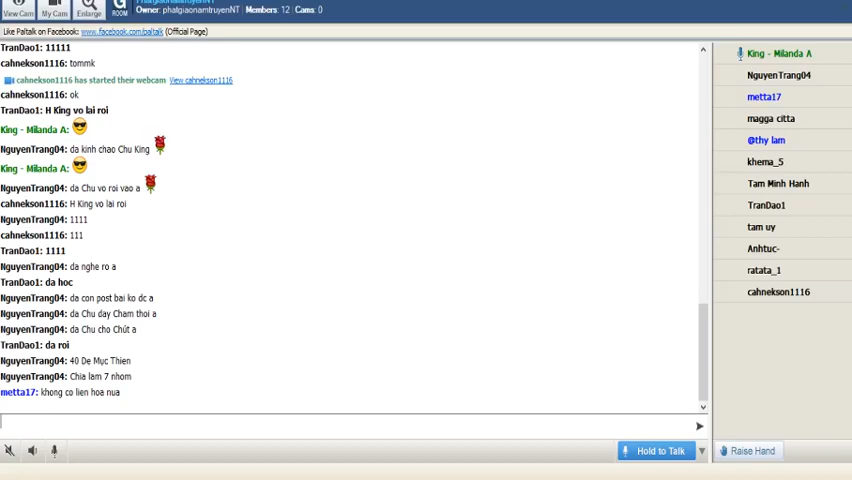 View Cam
My Cam
Enlarge
G
ROOM
PhatgiaonamtruyenNT
Owner: phatgiaonamtruyenNT | Members: 12 | Cams: 0
Like Paltalk on Facebook: www.facebook.com/paltalk (Official Page)
TranDao1: 11111
cahnekson1116: tommk
cahnekson1116 has started their webcam View cahnekson1116
cahnekson1116: ok
TranDao1: H King vo lai roi
King - Milanda A:
NguyenTrang04: da kinh chao Chu King
King - Milanda A:
NguyenTrang04: da Chu vo roi vao a
cahnekson1116: H King vo lai roi
NguyenTrang04: 1111
cahnekson1116: 111
TranDao1: 1111
NguyenTrang04: da nghe ro a
TranDao1: da hoc
NguyenTrang04: da con post bai ko dc a
NguyenTrang04: da Chu day Cham thoi a
NguyenTrang04: da Chu cho Chút a
TranDao1: da roi
NguyenTrang04: 40 De Mục Thien
NguyenTrang04: Chia lam 7 nhom
metta17: khong co lien hoa nua
King - Milanda A
NguyenTrang04
metta17
magga citta
@thy lam
khema_5
Tam Minh Hanh
TranDao1
tam uy
Anhtuc-
ratata_1
cahnekson1116
Hold to Talk
Raise Hand